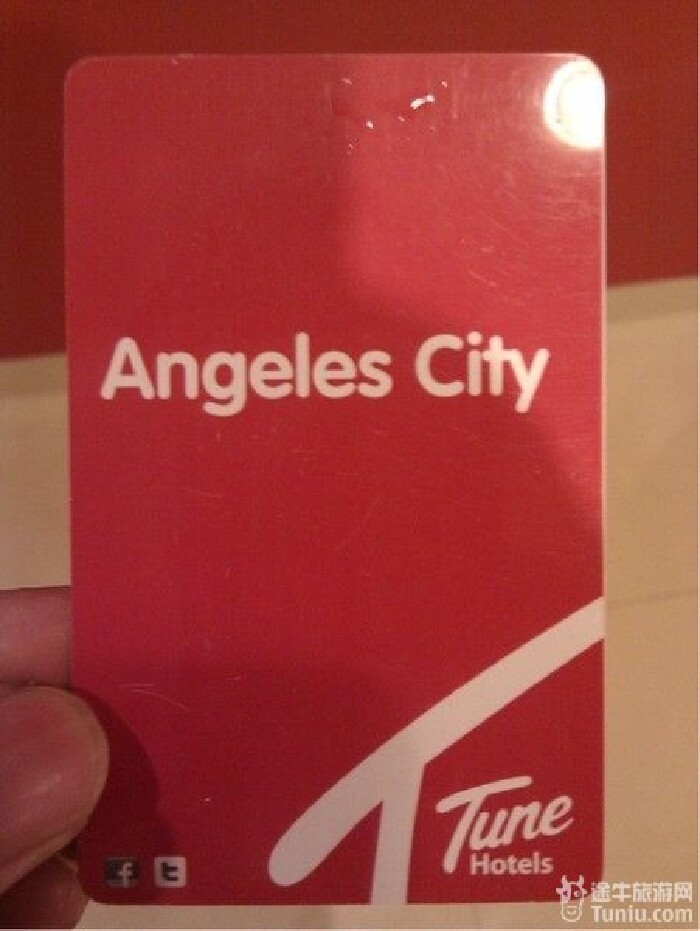 Angeles City
Tune
Hotels
途牛旅游网
Tuniu.com